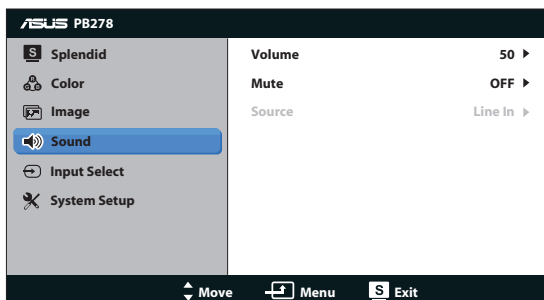 ASUS PB278
S Splendid
Color
Image
Sound
Input Select
System Setup
Volume 50
Mute OFF
Source Line In
Move Menu S Exit